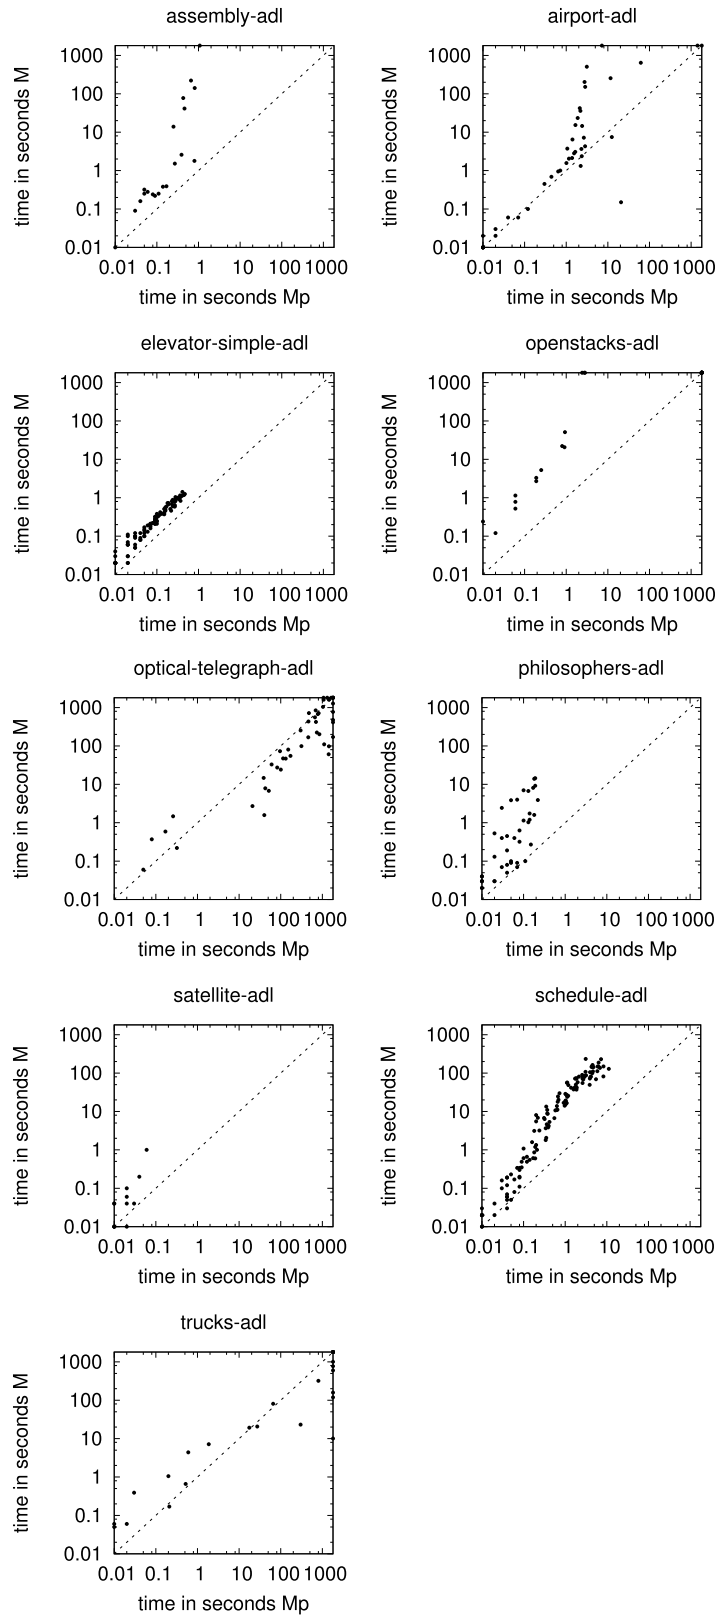 assembly-adl
time in seconds M
1000
100
10
1
0.1
0.01
0.01 0.1 1 10 100 1000
time in seconds Mp
airport-adl
time in seconds M
1000
100
10
1
0.1
0.01
0.01 0.1 1 10 100 1000
time in seconds Mp
elevator-simple-adl
time in seconds M
1000
100
10
1
0.1
0.01
0.01 0.1 1 10 100 1000
time in seconds Mp
openstacks-adl
time in seconds M
1000
100
10
1
0.1
0.01
0.01 0.1 1 10 100 1000
time in seconds Mp
optical-telegraph-adl
time in seconds M
1000
100
10
1
0.1
0.01
0.01 0.1 1 10 100 1000
time in seconds Mp
philosophers-adl
time in seconds M
1000
100
10
1
0.1
0.01
0.01 0.1 1 10 100 1000
time in seconds Mp
satellite-adl
time in seconds M
1000
100
10
1
0.1
0.01
0.01 0.1 1 10 100 1000
time in seconds Mp
schedule-adl
time in seconds M
1000
100
10
1
0.1
0.01
0.01 0.1 1 10 100 1000
time in seconds Mp
trucks-adl
time in seconds M
1000
100
10
1
0.1
0.01
0.01 0.1 1 10 100 1000
time in seconds Mp